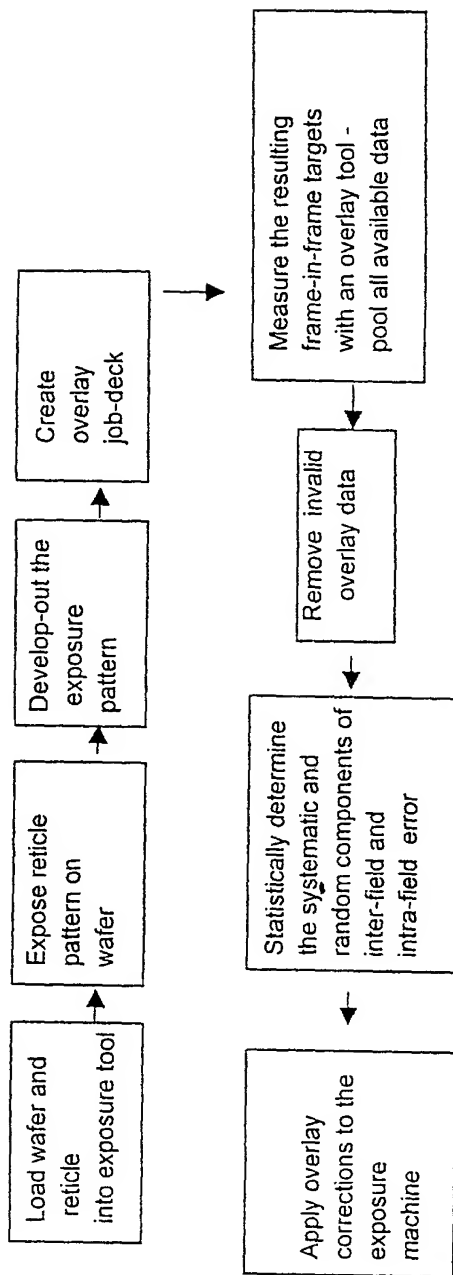 Load wafer and
reticle
into exposure tool
Expose reticle
pattern on
wafer
Develop-out the
exposure
pattern
Create
overlay
job-deck
Measure the resulting
frame-in-frame targets
with an overlay tool -
pool all available data
Remove invalid
overlay data
Statistically determine
the systematic and
random components of
inter-field and
intra-field error
Apply overlay
corrections to the
exposure
machine